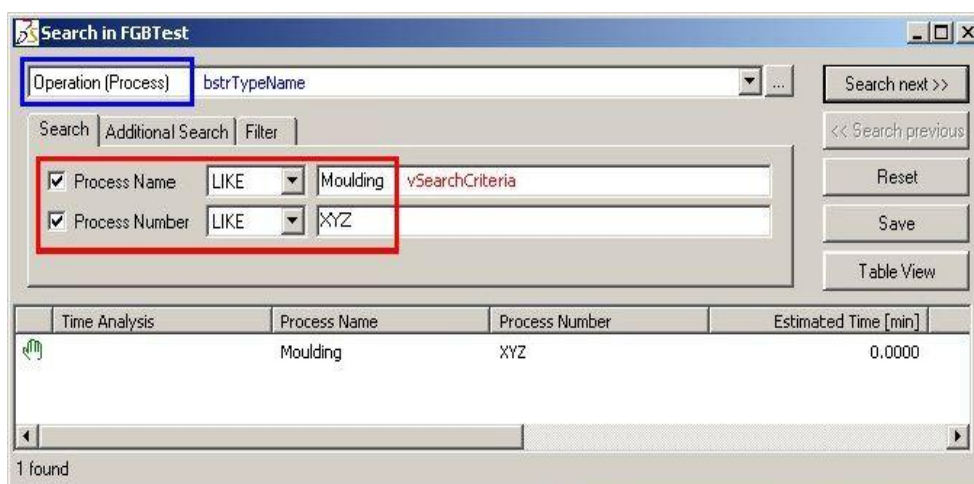 Search in FGBTest
Operation (Process) bstrTypeName ...
Search next >>
Search Additional Search Filter
<< Search previous
Process Name LIKE Moulding vSearchCriteria
Reset
Process Number LIKE XYZ
Save
Table View
Time Analysis Process Name Process Number Estimated Time [min]
Moulding XYZ 0.0000
1 found